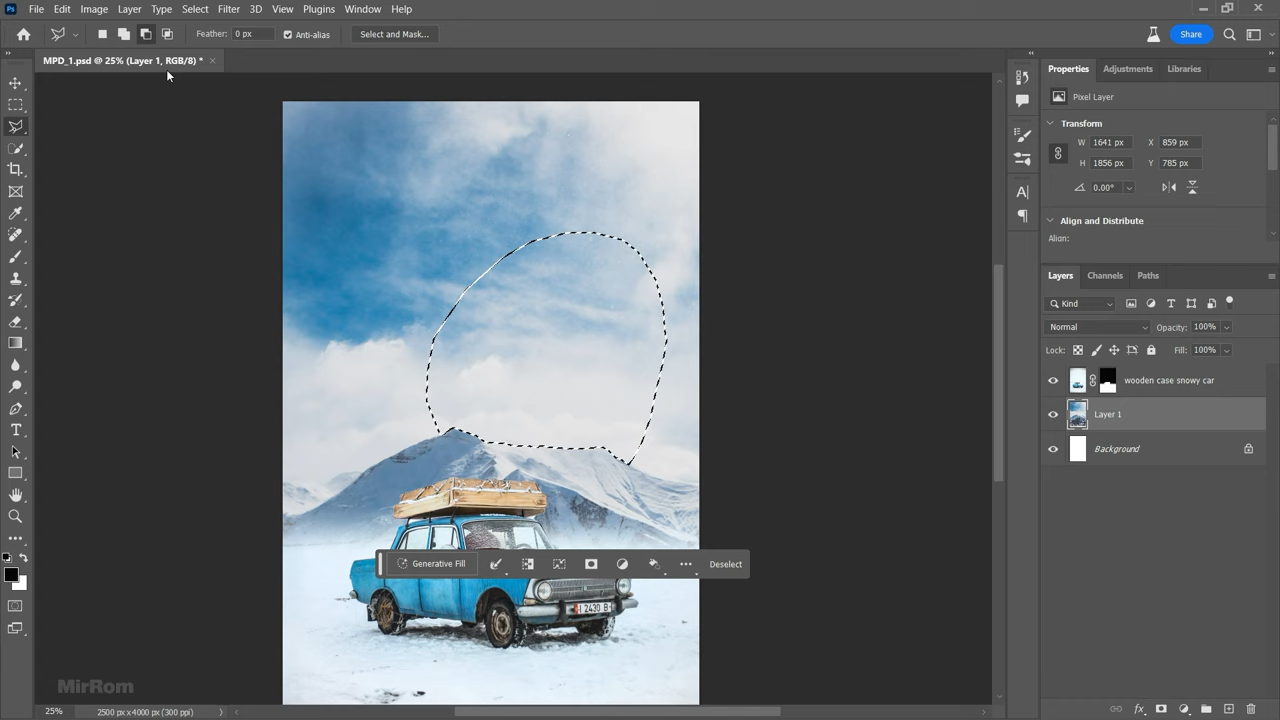 Ps File Edit Image Layer Type Select Filter 3D View Plugins Window Help
Feather: 0 px Anti-alias Select and Mask... Share
MPD_1.psd @ 25% (Layer 1, RGB/8) *
Properties Adjustments Libraries
Pixel Layer
Transform
W 1641 px X 859 px
H 1856 px Y 785 px
0.00°
Align and Distribute
Align:
Layers Channels Paths
Kind
Normal Opacity: 100%
Lock: Fill: 100%
wooden case snowy car
Layer 1
Background
Generative Fill Deselect
I 2430 B
MirRom
25% 2500 px x 4000 px (300 ppi)